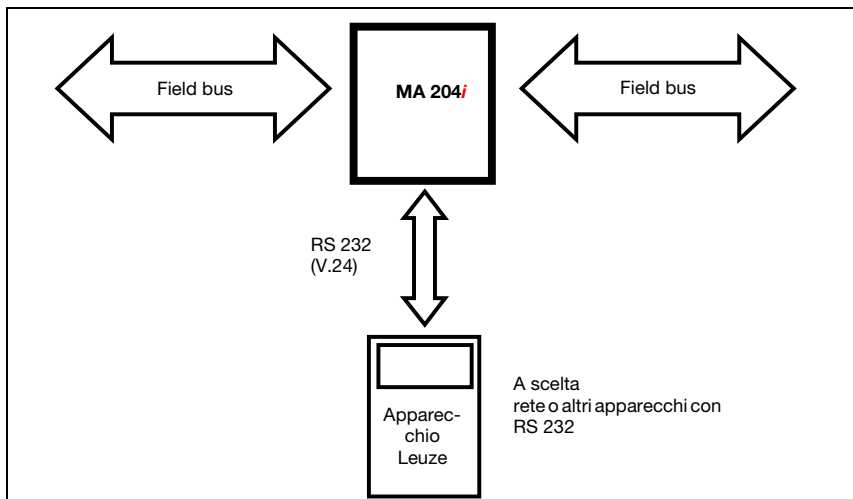 Field bus
MA 204i
Field bus
RS 232
(V.24)
Apparec-
chio
Leuze
A scelta
rete o altri apparecchi con
RS 232